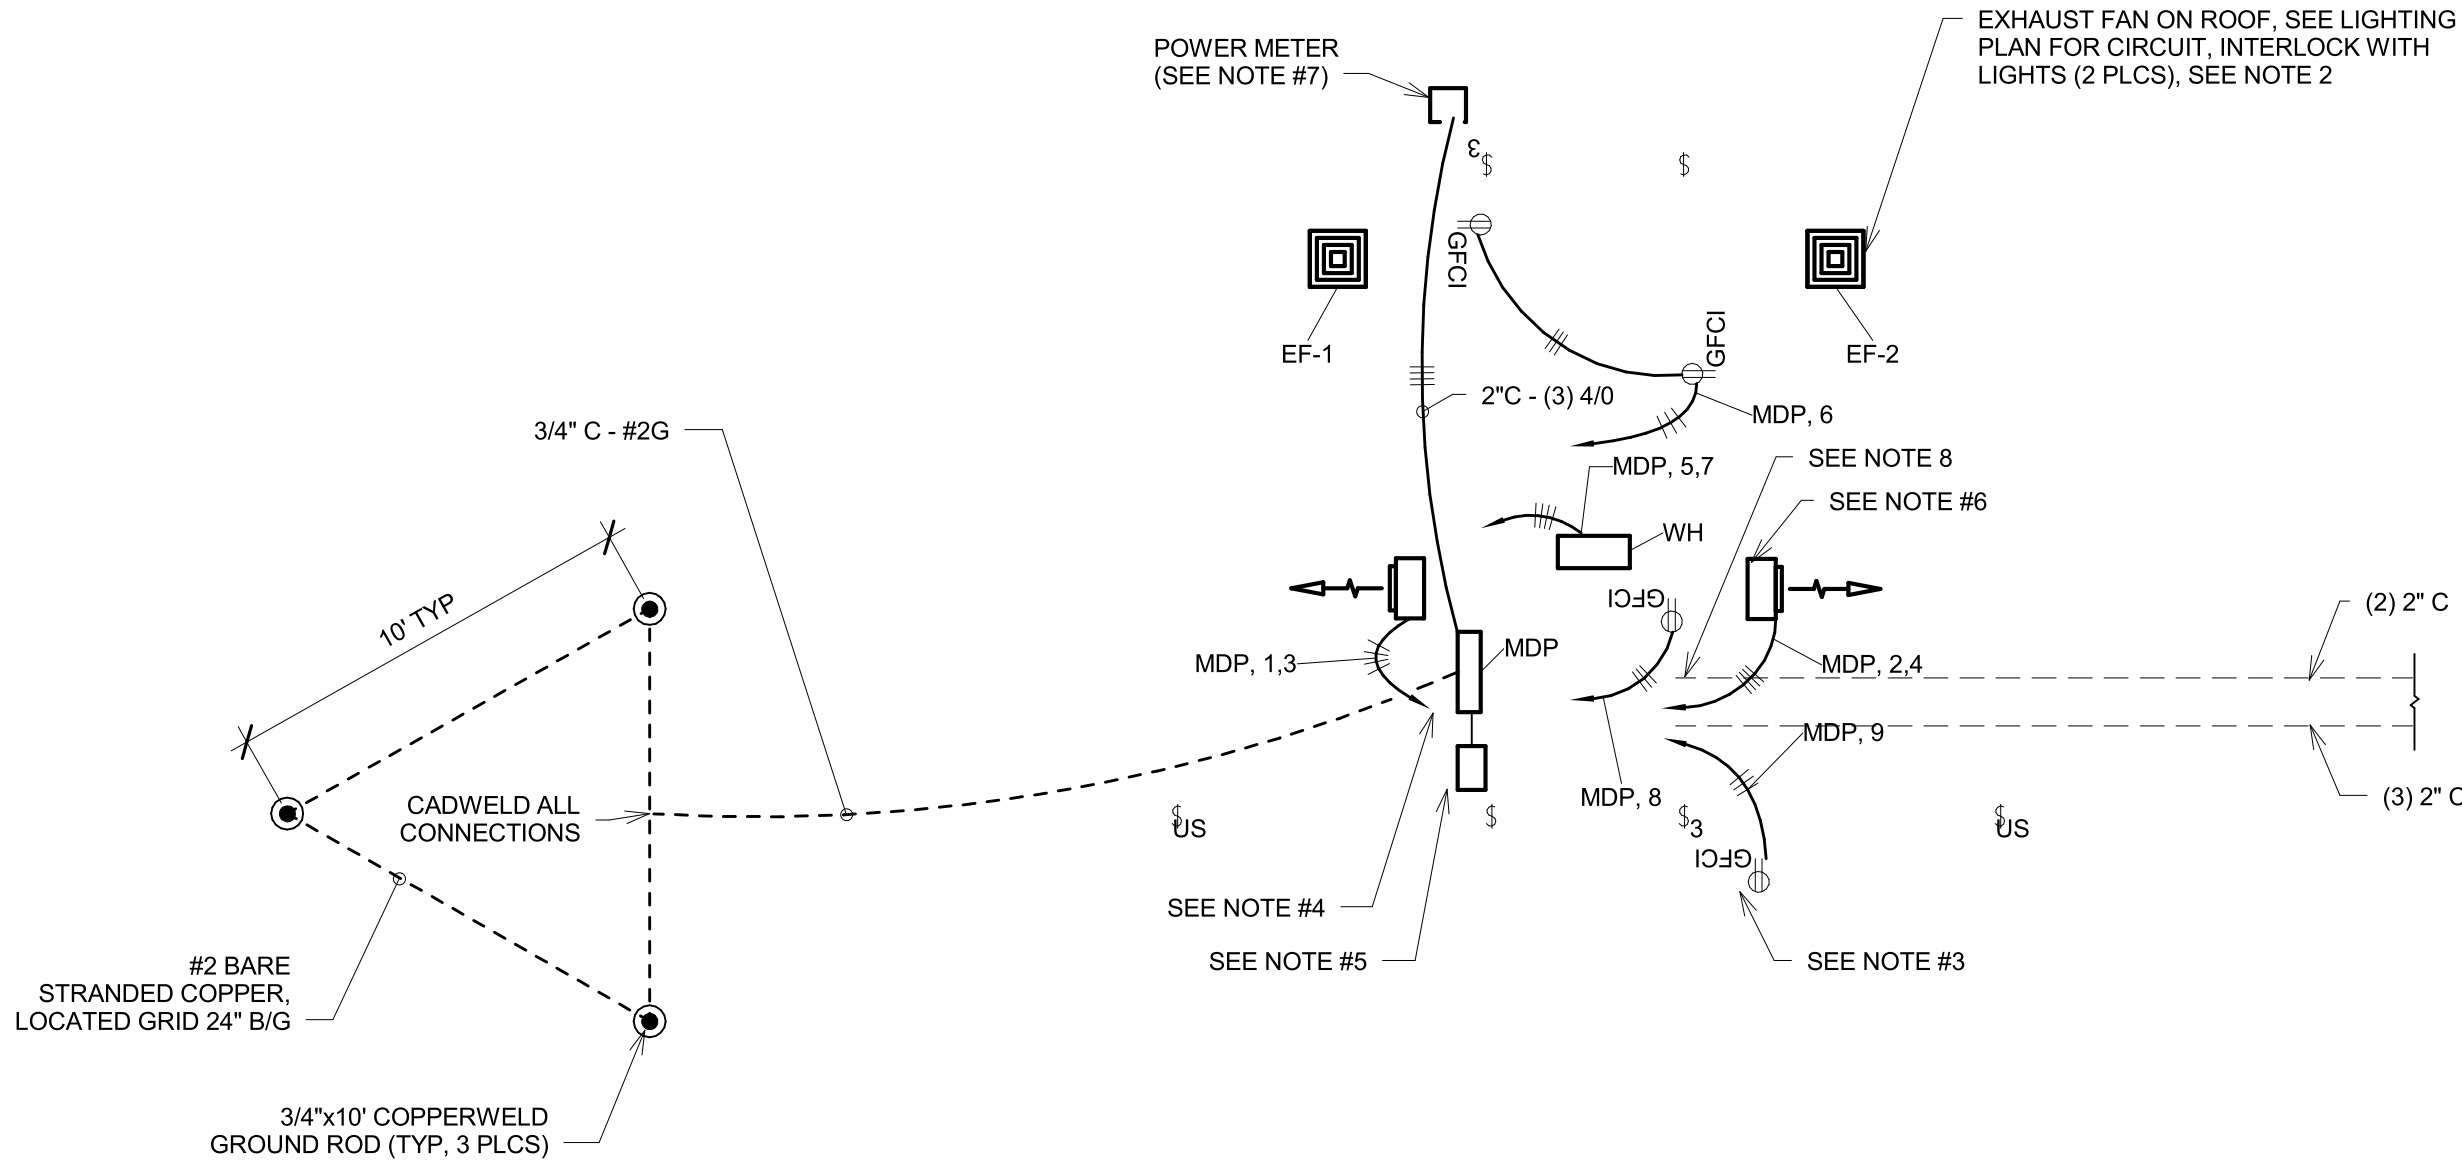 EXHAUST FAN ON ROOF, SEE LIGHTING
PLAN FOR CIRCUIT, INTERLOCK WITH
LIGHTS (2 PLCS), SEE NOTE 2
POWER METER
(SEE NOTE #7)
3
$
$
GFCI
GFCI
EF-1
EF-2
2"C - (3) 4/0
MDP, 6
3/4" C - #2G
SEE NOTE 8
MDP, 5,7
SEE NOTE #6
WH
10' TYP
GFCI
(2) 2" C
MDP
MDP, 1,3
MDP, 2,4
MDP, 9
MDP, 8
(3) 2" C
CADWELD ALL
CONNECTIONS
$
US
$
$
3
$
US
GFCI
SEE NOTE #4
SEE NOTE #5
SEE NOTE #3
#2 BARE
STRANDED COPPER,
LOCATED GRID 24" B/G
3/4"x10' COPPERWELD
GROUND ROD (TYP, 3 PLCS)